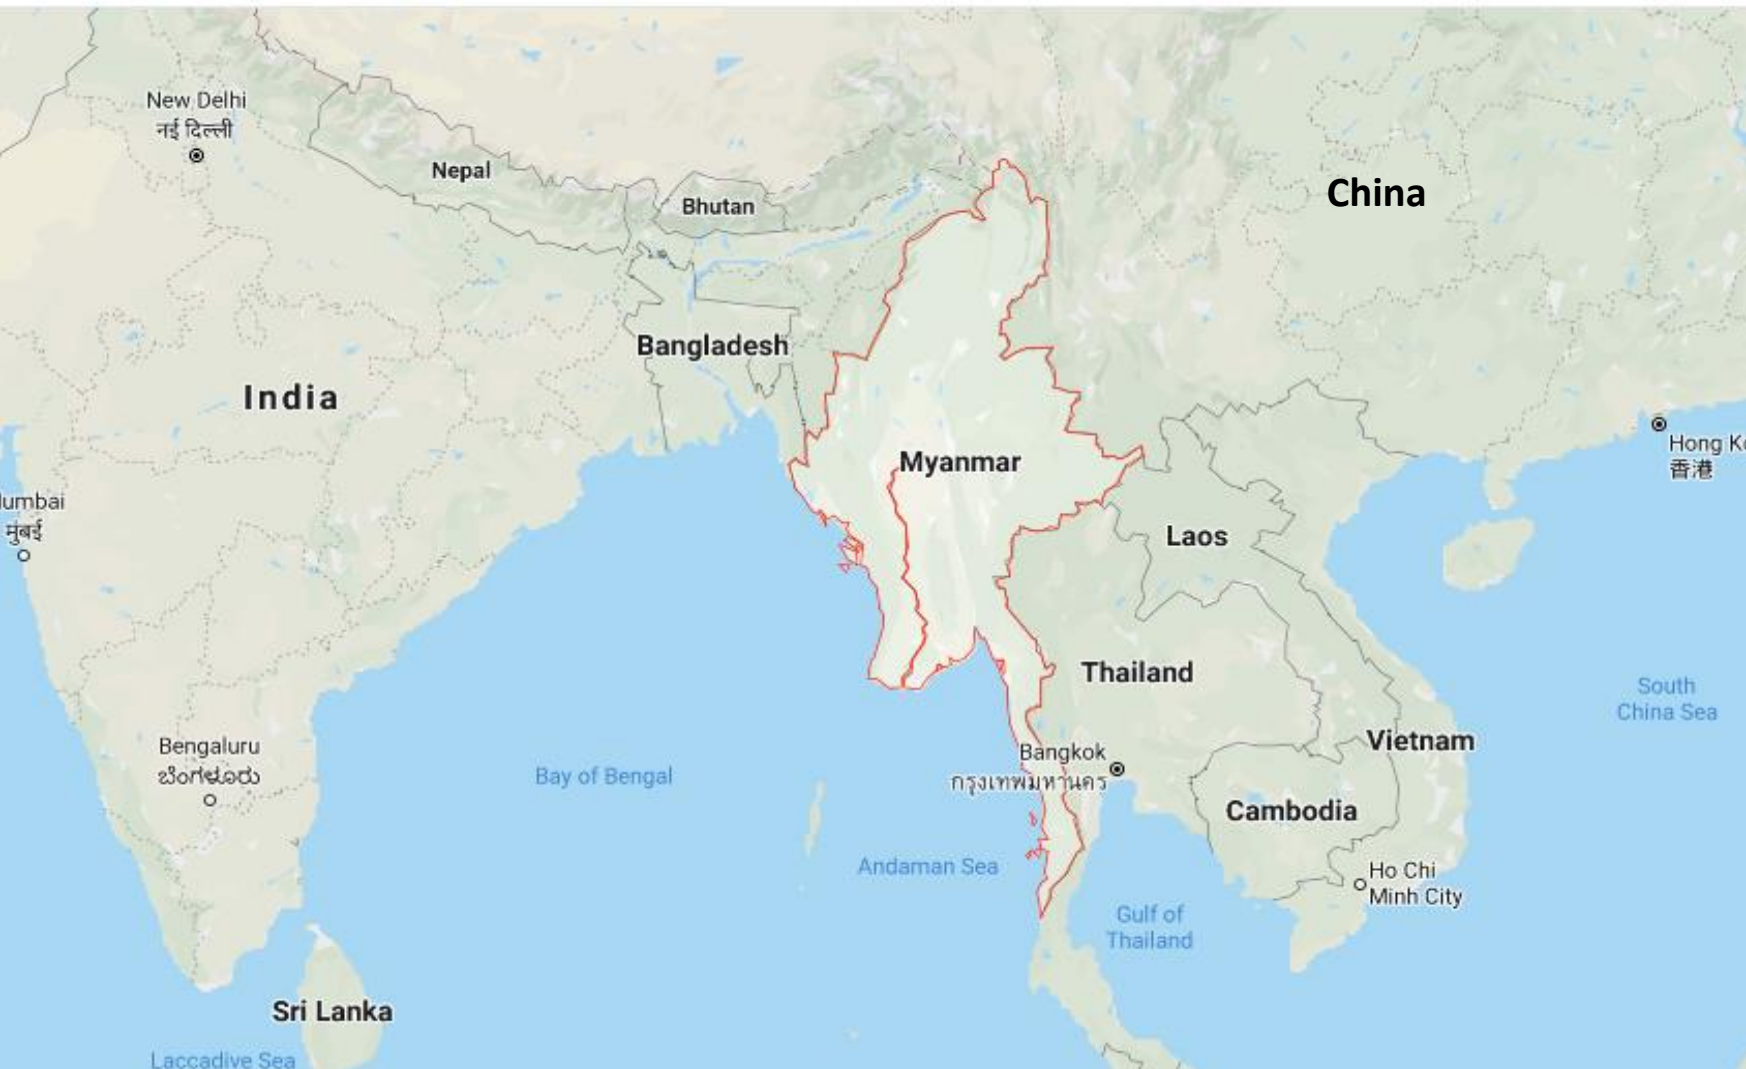 New Delhi
नई दिल्ली
Nepal
Bhutan
China
Bangladesh
India
Myanmar
香港
मुंबई
Laos
Thailand
South
China Sea
Vietnam
Bengaluru
ಬೆಂಗಳೂರು
Bay of Bengal
Bangkok
กรุงเทพมหานคร
Cambodia
Andaman Sea
Ho Chi
Minh City
Gulf of
Thailand
Sri Lanka
Laccadive Sea